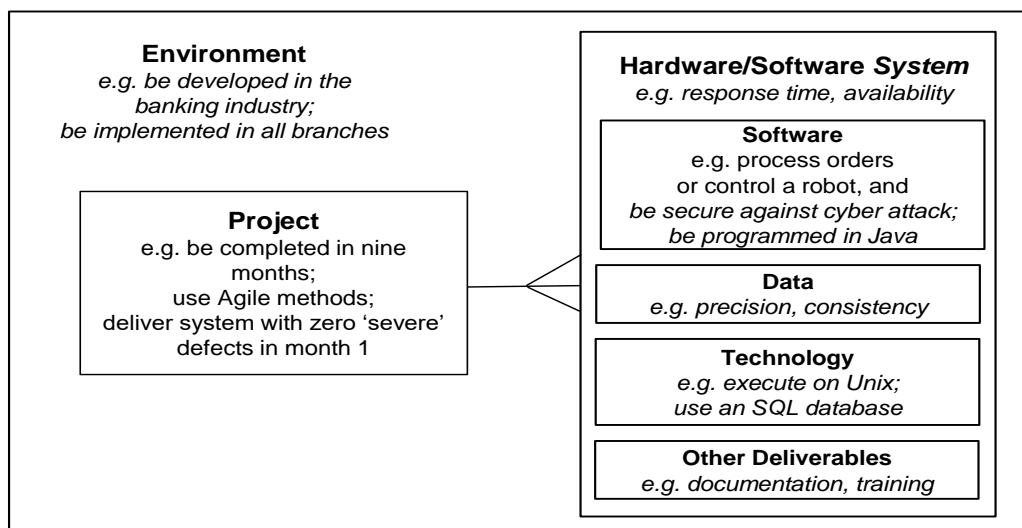 Environment
e.g. be developed in the
banking industry;
be implemented in all branches
Project
e.g. be completed in nine
months;
use Agile methods;
deliver system with zero ‘severe’
defects in month 1
Hardware/Software System
e.g. response time, availability
Software
e.g. process orders
or control a robot, and
be secure against cyber attack;
be programmed in Java
Data
e.g. precision, consistency
Technology
e.g. execute on Unix;
use an SQL database
Other Deliverables
e.g. documentation, training